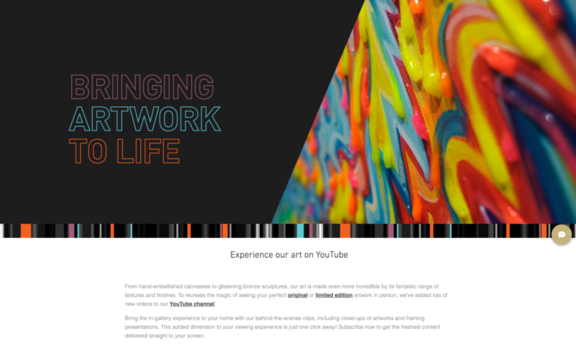 BRINGING
ARTWORK
TO LIFE
Experience our art on YouTube
From hand-embellished canvasses to glistening bronze sculptures, our art is made even more incredible by its fantastic range of
textures and finishes. To recreate the magic of seeing your perfect original or limited edition artwork in person, we've added lots of
new videos to our YouTube channel.
Bring the in-gallery experience to your home with our behind-the-scenes clips, including close-ups of artworks and framing
presentations. This added dimension to your viewing experience is just one click away! Subscribe now to get the freshest content
delivered straight to your screen.